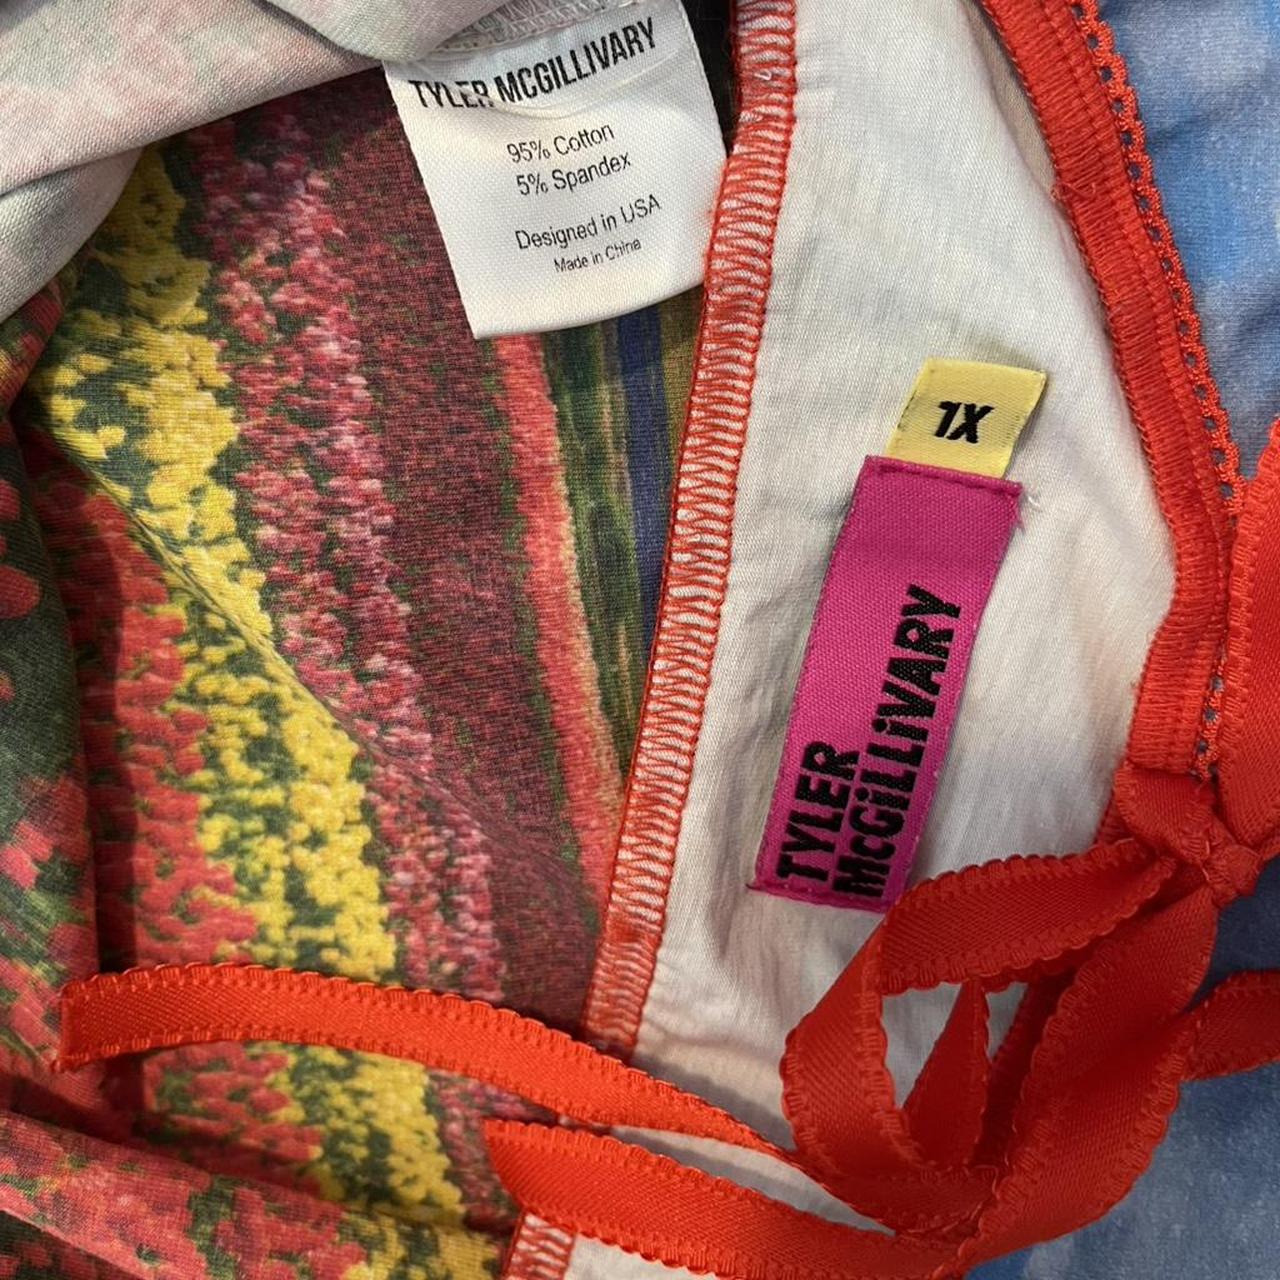 TYLER MCGILLIVARY
95% Cotton
5% Spandex
Designed in USA
Made in China
1X
TYLER
McGiLLiVARY